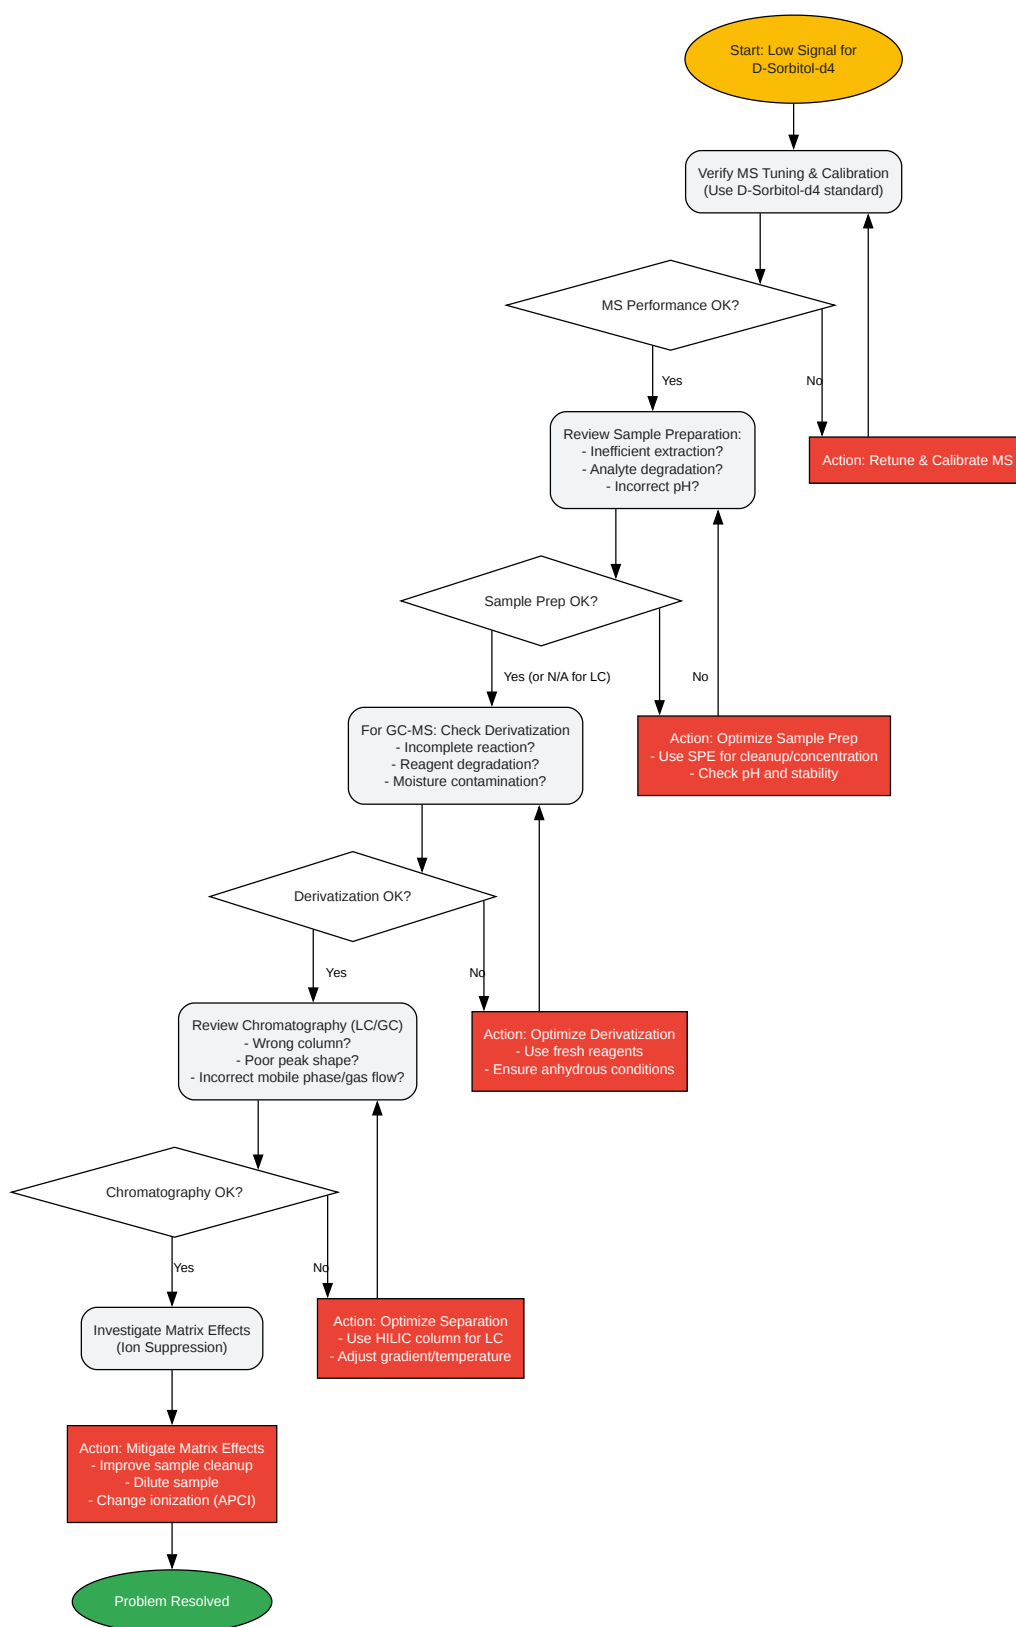 Start: Low Signal for
D-Sorbitol-d4
Verify MS Tuning & Calibration
(Use D-Sorbitol-d4 standard)
MS Performance OK?
Yes
No
Review Sample Preparation:
- Inefficient extraction?
- Analyte degradation?
- Incorrect pH?
Action: Retune & Calibrate MS
Sample Prep OK?
Yes (or N/A for LC)
No
For GC-MS: Check Derivatization
- Incomplete reaction?
- Reagent degradation?
- Moisture contamination?
Action: Optimize Sample Prep
- Use SPE for cleanup/concentration
- Check pH and stability
Derivatization OK?
Yes
No
Review Chromatography (LC/GC)
- Wrong column?
- Poor peak shape?
- Incorrect mobile phase/gas flow?
Action: Optimize Derivatization
- Use fresh reagents
- Ensure anhydrous conditions
Chromatography OK?
Yes
No
Investigate Matrix Effects
(Ion Suppression)
Action: Optimize Separation
- Use HILIC column for LC
- Adjust gradient/temperature
Action: Mitigate Matrix Effects
- Improve sample cleanup
- Dilute sample
- Change ionization (APCI)
Problem Resolved